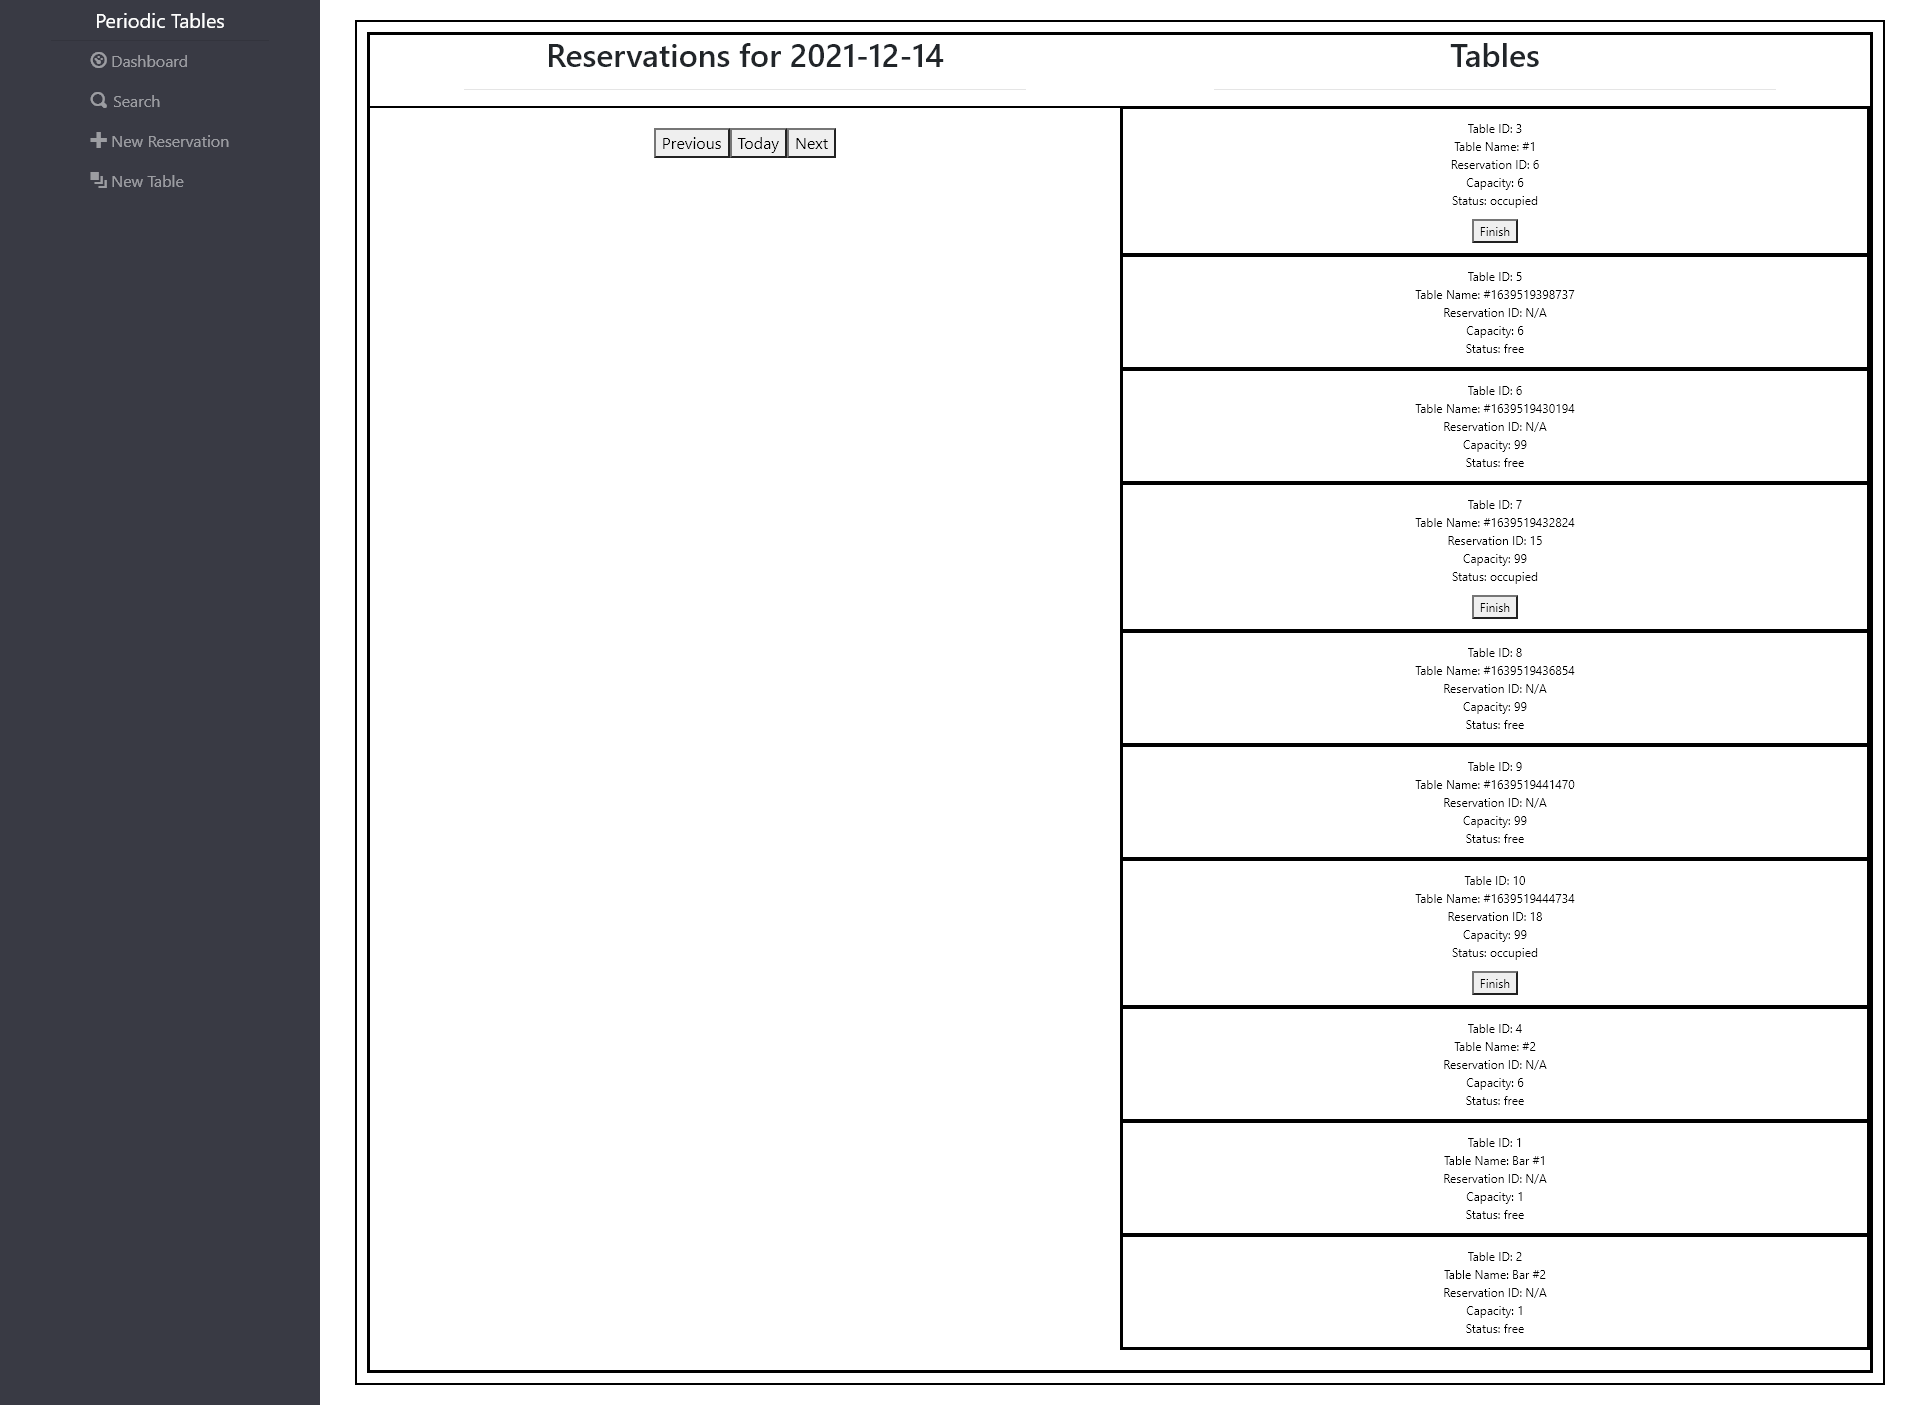 Periodic Tables
Dashboard
Search
New Reservation
New Table
Reservations for 2021-12-14
Previous Today Next
Tables
Table ID: 3
Table Name: #1
Reservation ID: 6
Capacity: 6
Status: occupied
Finish
Table ID: 5
Table Name: #1639519398737
Reservation ID: N/A
Capacity: 6
Status: free
Table ID: 6
Table Name: #1639519430194
Reservation ID: N/A
Capacity: 99
Status: free
Table ID: 7
Table Name: #1639519432824
Reservation ID: 15
Capacity: 99
Status: occupied
Finish
Table ID: 8
Table Name: #1639519436854
Reservation ID: N/A
Capacity: 99
Status: free
Table ID: 9
Table Name: #1639519441470
Reservation ID: N/A
Capacity: 99
Status: free
Table ID: 10
Table Name: #1639519444734
Reservation ID: 18
Capacity: 99
Status: occupied
Finish
Table ID: 4
Table Name: #2
Reservation ID: N/A
Capacity: 6
Status: free
Table ID: 1
Table Name: Bar #1
Reservation ID: N/A
Capacity: 1
Status: free
Table ID: 2
Table Name: Bar #2
Reservation ID: N/A
Capacity: 1
Status: free